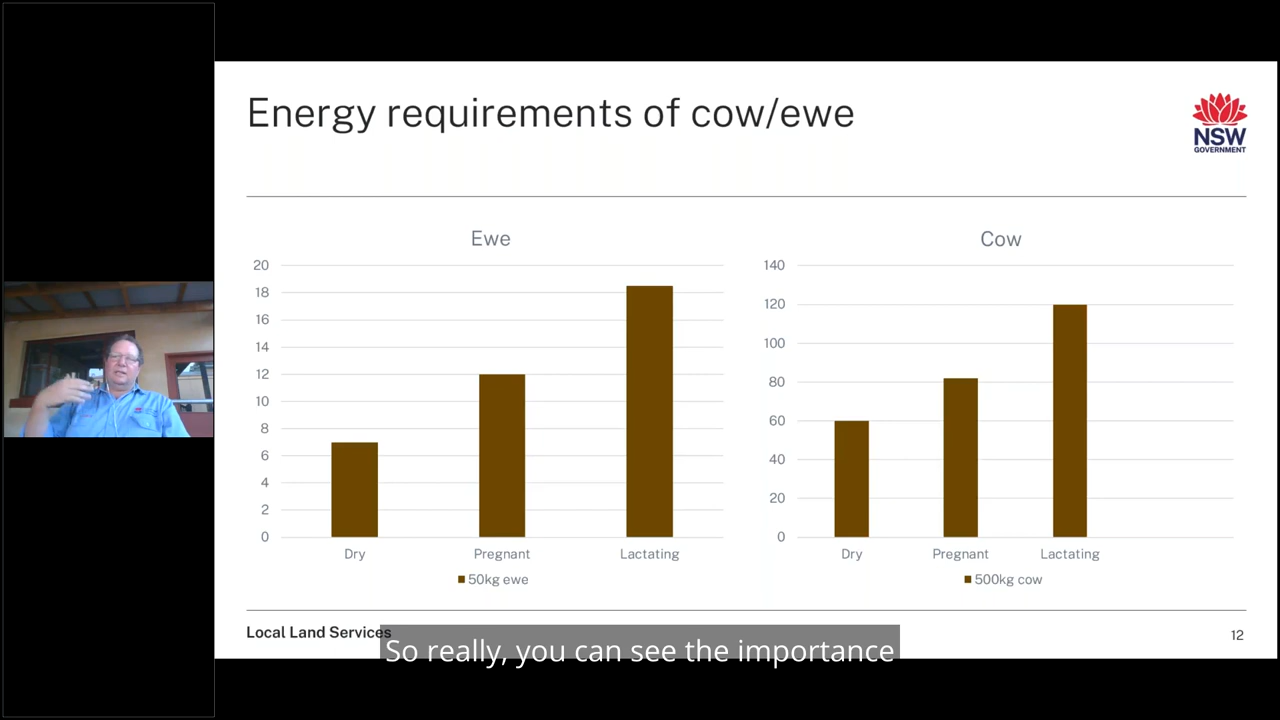 Energy requirements of cow/ewe
NSW
GOVERNMENT
Ewe
20
18
16
14
12
10
8
6
4
2
0
Dry Pregnant Lactating
50kg ewe
Cow
140
120
100
80
60
40
20
0
Dry Pregnant Lactating
500kg cow
Local Land Services
12
So really, you can see the importance